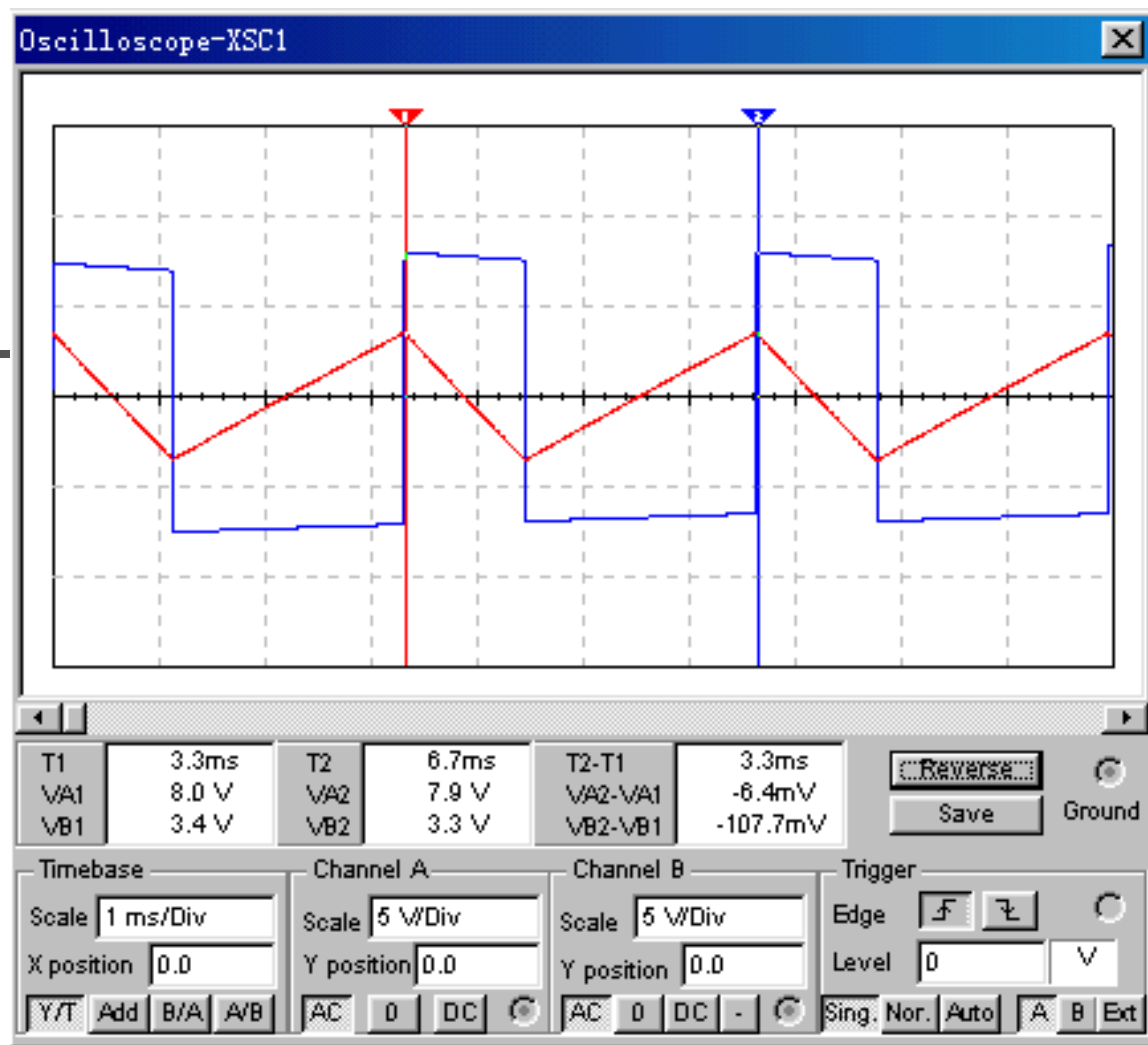 Oscilloscope-XSC1
1 2
T1 3.3ms T2 6.7ms T2-T1 3.3ms Reverse
VA1 8.0 V VA2 7.9 V VA2-VA1 -6.4mV Save Ground
VB1 3.4 V VB2 3.3 V VB2-VB1 -107.7mV
Timebase Channel A Channel B Trigger
Scale 1 ms/Div Scale 5 V/Div Scale 5 V/Div Edge
X position 0.0 Y position 0.0 Y position 0.0 Level 0 V
Y/T Add B/A A/B AC 0 DC AC 0 DC - Sing. Nor. Auto A B Ext